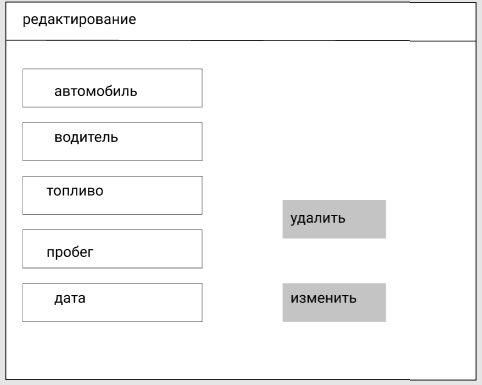 редактирование
автомобиль
водитель
топливо
удалить
пробег
дата
изменить